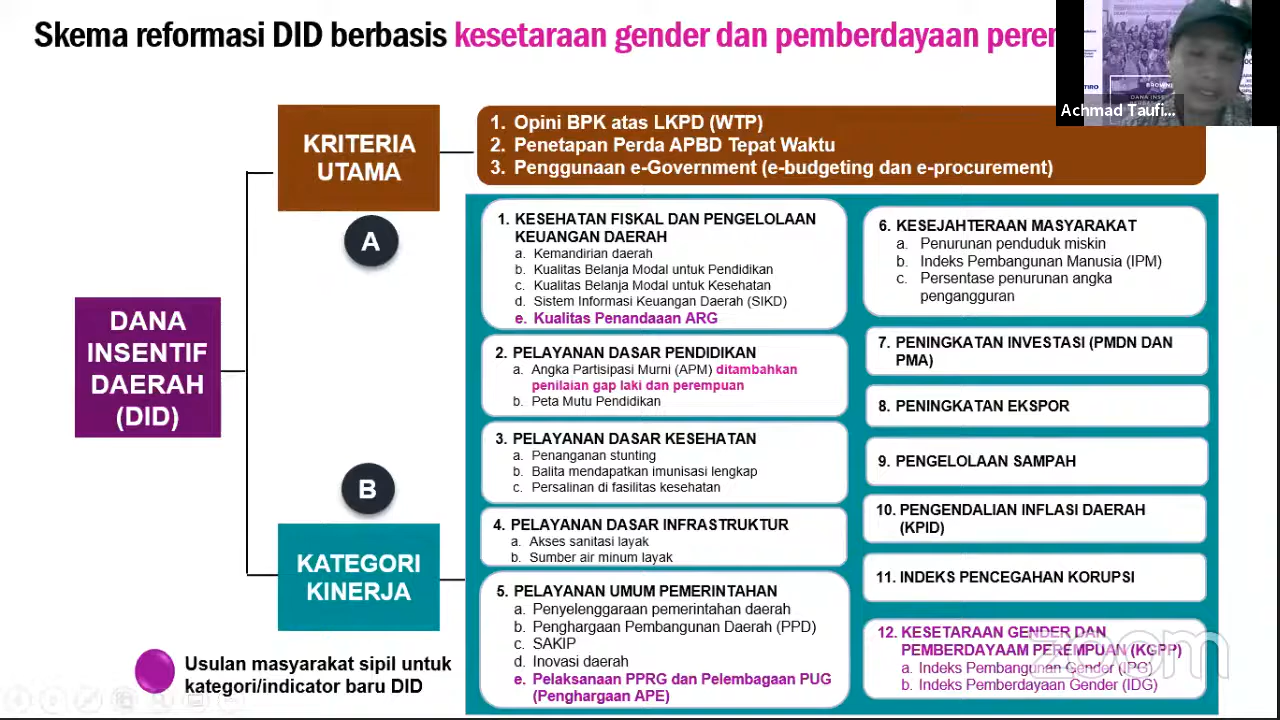 Skema reformasi DID berbasis kesetaraan gender dan pemberdayaan
Achmad Taufi...
KRITERIA
UTAMA
1. Opini BPK atas LKPD (WTP)
2. Penetapan Perda APBD Tepat Waktu
3. Penggunaan e-Government (e-budgeting dan e-procurement)
A
DANA
INSENTIF
DAERAH
(DID)
B
KATEGORI
KINERJA
1. KESEHATAN FISKAL DAN PENGELOLAAN
KEUANGAN DAERAH
a. Kemandirian daerah
b. Kualitas Belanja Modal untuk Pendidikan
c. Kualitas Belanja Modal untuk Kesehatan
d. Sistem Informasi Keuangan Daerah (SIKD)
e. Kualitas Penandaaan ARG
2. PELAYANAN DASAR PENDIDIKAN
a. Angka Partisipasi Murni (APM) ditambahkan
penilaian gap laki dan perempuan
b. Peta Mutu Pendidikan
3. PELAYANAN DASAR KESEHATAN
a. Penanganan stunting
b. Balita mendapatkan imunisasi lengkap
c. Persalinan di fasilitas kesehatan
4. PELAYANAN DASAR INFRASTRUKTUR
a. Akses sanitasi layak
b. Sumber air minum layak
5. PELAYANAN UMUM PEMERINTAHAN
a. Penyelenggaraan pemerintahan daerah
b. Penghargaan Pembangunan Daerah (PPD)
c. SAKIP
d. Inovasi daerah
e. Pelaksanaan PPRG dan Pelembagaan PUG
(Penghargaan APE)
6. KESEJAHTERAAN MASYARAKAT
a. Penurunan penduduk miskin
b. Indeks Pembangunan Manusia (IPM)
c. Persentase penurunan angka
pengangguran
7. PENINGKATAN INVESTASI (PMDN DAN
PMA)
8. PENINGKATAN EKSPOR
9. PENGELOLAAN SAMPAH
10. PENGENDALIAN INFLASI DAERAH
(KPID)
11. INDEKS PENCEGAHAN KORUPSI
12. KESETARAAN GENDER DAN
PEMBERDAYAAM PEREMPUAN (KGPP)
a. Indeks Pembangunan Gender (IPG)
b. Indeks Pemberdayaan Gender (IDG)
zoom
Usulan masyarakat sipil untuk
kategori/indicator baru DID